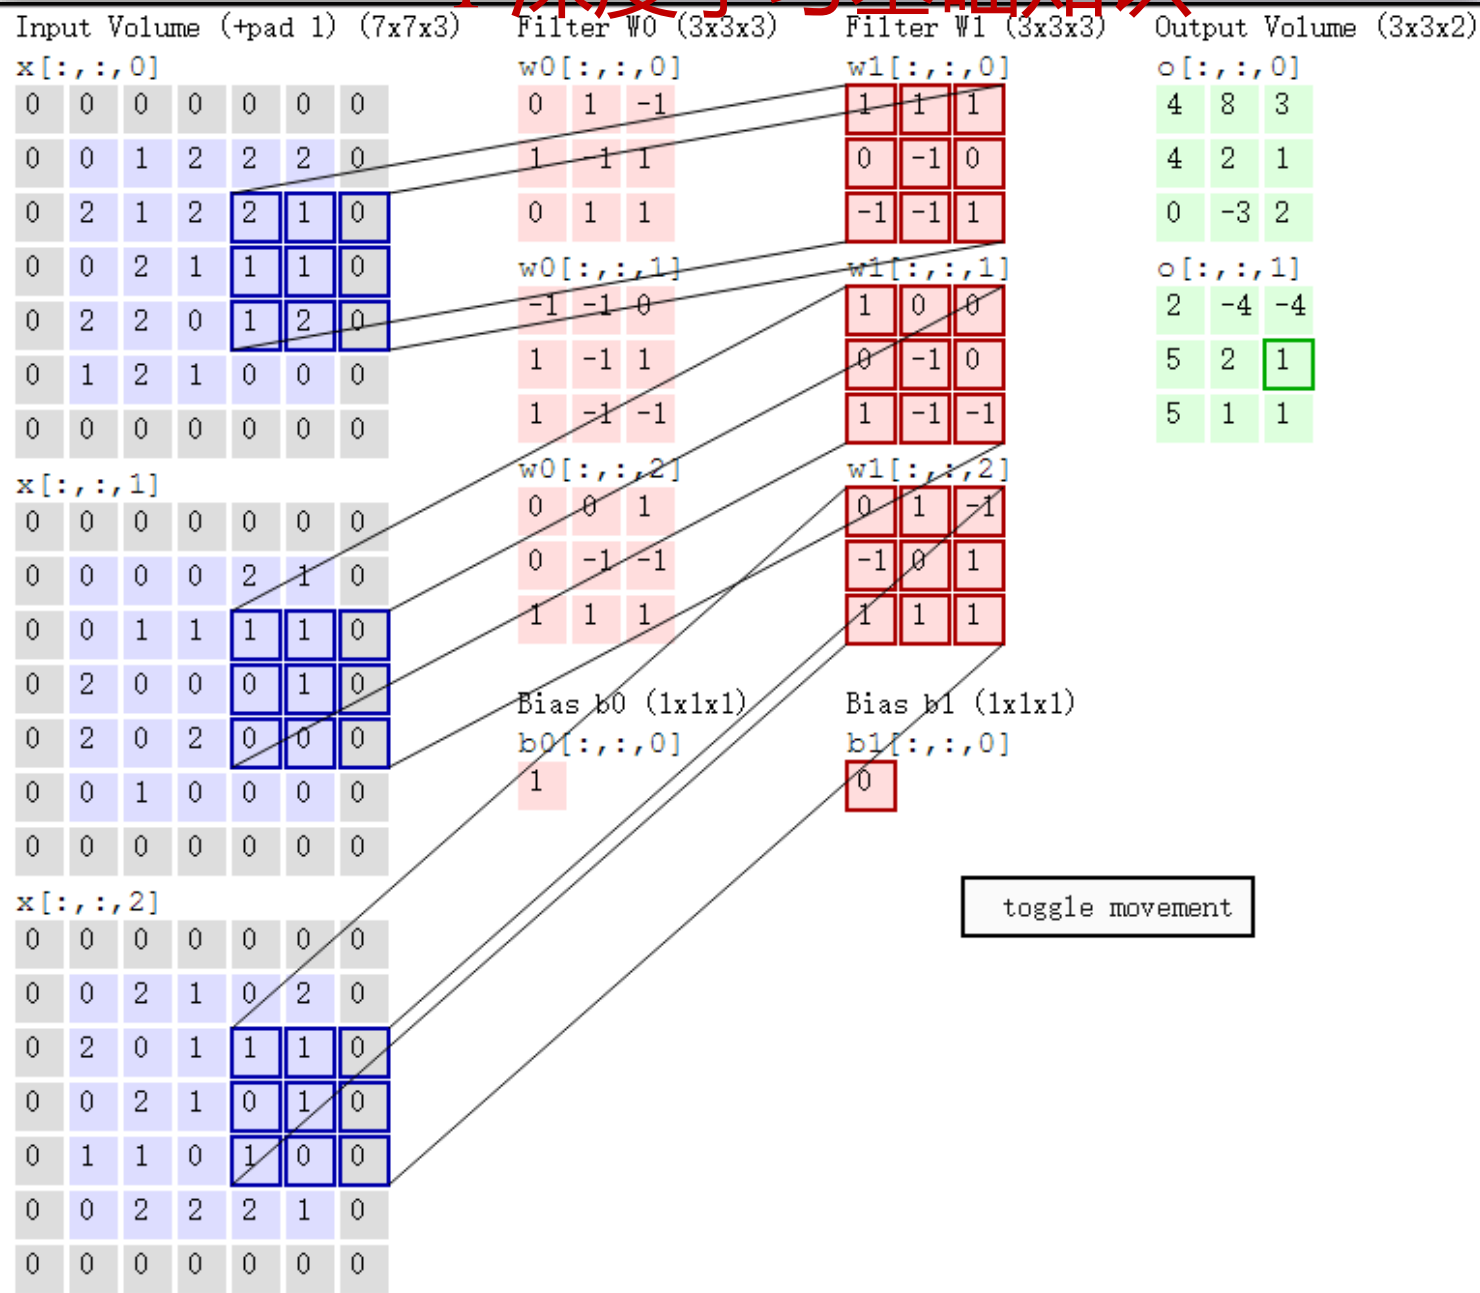 1 深度学习基础知识
Input Volume (+pad 1) (7x7x3)
x[:,:,0]
0 0 0 0 0 0 0
0 0 1 2 2 2 0
0 2 1 2 2 1 0
0 0 2 1 1 1 0
0 2 2 0 1 2 0
0 1 2 1 0 0 0
0 0 0 0 0 0 0
x[:,:,1]
0 0 0 0 0 0 0
0 0 0 0 2 1 0
0 0 1 1 1 1 0
0 2 0 0 0 1 0
0 2 0 2 0 0 0
0 0 1 0 0 0 0
0 0 0 0 0 0 0
x[:,:,2]
0 0 0 0 0 0 0
0 0 2 1 0 2 0
0 2 0 1 1 1 0
0 0 2 1 0 1 0
0 1 1 0 1 0 0
0 0 2 2 2 1 0
0 0 0 0 0 0 0
Filter W0 (3x3x3)
w0[:,:,0]
0 1 -1
1 -1 1
0 1 1
w0[:,:,1]
-1 -1 0
1 -1 1
1 -1 -1
w0[:,:,2]
0 0 1
0 -1 -1
1 1 1
Bias b0 (1x1x1)
b0[:,:,0]
1
Filter W1 (3x3x3)
w1[:,:,0]
1 1 1
0 -1 0
-1 -1 1
w1[:,:,1]
1 0 0
0 -1 0
1 -1 -1
w1[:,:,2]
0 1 -1
-1 0 1
1 1 1
Bias b1 (1x1x1)
b1[:,:,0]
0
Output Volume (3x3x2)
o[:,:,0]
4 8 3
4 2 1
0 -3 2
o[:,:,1]
2 -4 -4
5 2 1
5 1 1
toggle movement